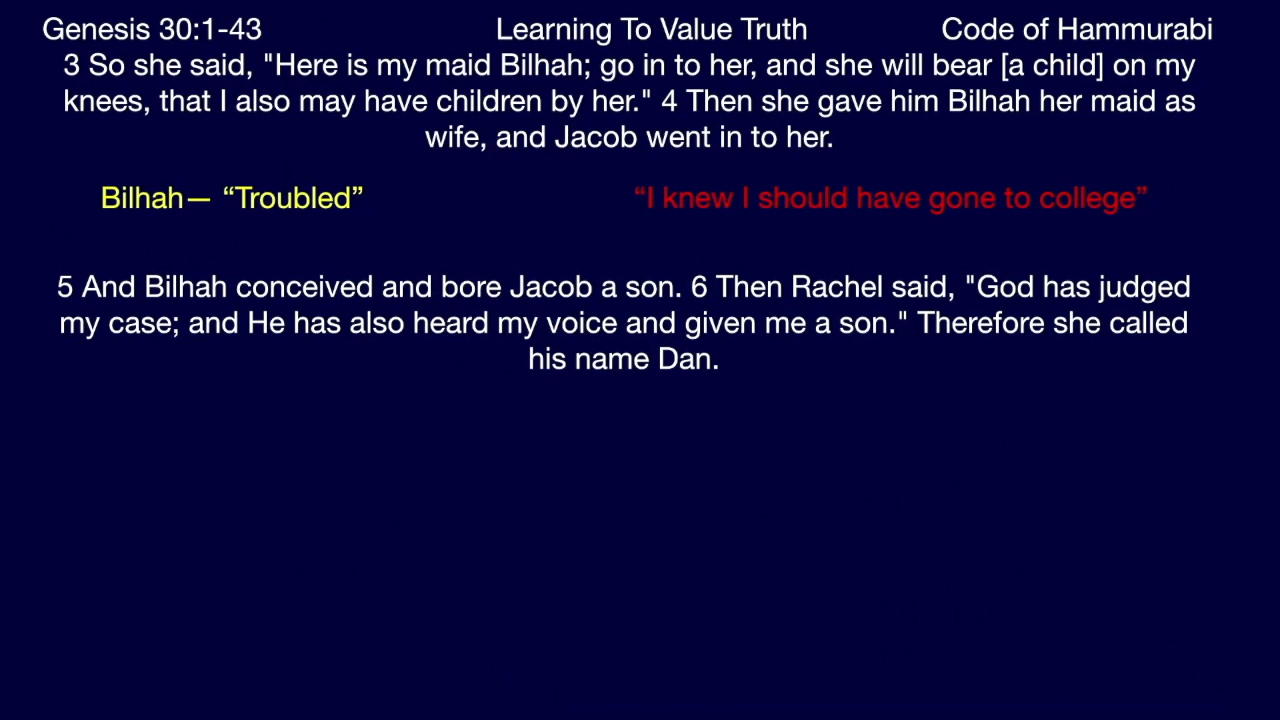 Genesis 30:1-43 Learning To Value Truth Code of Hammurabi
3 So she said, "Here is my maid Bilhah; go in to her, and she will bear [a child] on my
knees, that I also may have children by her." 4 Then she gave him Bilhah her maid as
wife, and Jacob went in to her.
Bilhah— “Troubled” “I knew I should have gone to college”
5 And Bilhah conceived and bore Jacob a son. 6 Then Rachel said, "God has judged
my case; and He has also heard my voice and given me a son." Therefore she called
his name Dan.